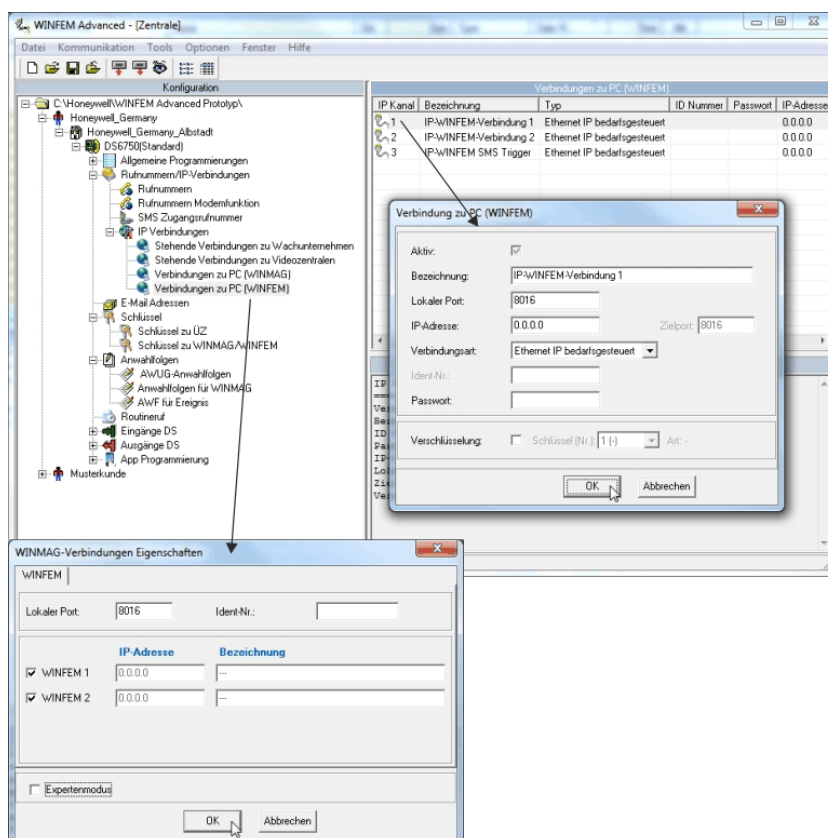 WINFEM Advanced - [Zentrale]
Datei Kommunikation Tools Optionen Fenster Hilfe
Konfiguration
C:\Honeywell\WINFEM Advanced Prototyp\
Honeywell_Germany
Honeywell_Germany_Albstadt
DS6750(Standard)
Allgemeine Programmierungen
Rufnummern/IP-Verbindungen
Rufnummern
Rufnummern Modemfunktion
SMS Zugangsrufnummer
IP Verbindungen
Stehende Verbindungen zu Wachunternehmen
Stehende Verbindungen zu Videozentralen
Verbindungen zu PC (WINMAG)
Verbindungen zu PC (WINFEM)
E-Mail Adressen
Schlüssel
Schlüssel zu ÜZ
Schlüssel zu WINMAG/WINFEM
Anwahlfolgen
AWUG-Anwahlfolgen
Anwahlfolgen für WINMAG
AWF für Ereignis
Routineruf
Eingänge DS
Ausgänge DS
App Programmierung
Musterkunde
Verbindungen zu PC (WINFEM)
IP Kanal Bezeichnung Typ ID Nummer Passwort IP-Adresse
1 IP-WINFEM-Verbindung 1 Ethernet IP bedarfsgesteuert 0.0.0.0
2 IP-WINFEM-Verbindung 2 Ethernet IP bedarfsgesteuert 0.0.0.0
3 IP-WINFEM SMS Trigger Ethernet IP bedarfsgesteuert 0.0.0.0
Verbindung zu PC (WINFEM)
Aktiv:
Bezeichnung: IP-WINFEM-Verbindung 1
Lokaler Port: 8016
IP-Adresse: 0.0.0.0 Zielport: 8016
Verbindungsart: Ethernet IP bedarfsgesteuert
Ident-Nr.:
Passwort:
Verschlüsselung: Schlüssel (Nr.): 1 (-) Art: -
OK Abbrechen
WINMAG-Verbindungen Eigenschaften
WINFEM
Lokaler Port: 8016 Ident-Nr.:
IP-Adresse Bezeichnung
WINFEM 1 0.0.0.0 ---
WINFEM 2 0.0.0.0 ---
Expertenmodus
OK Abbrechen